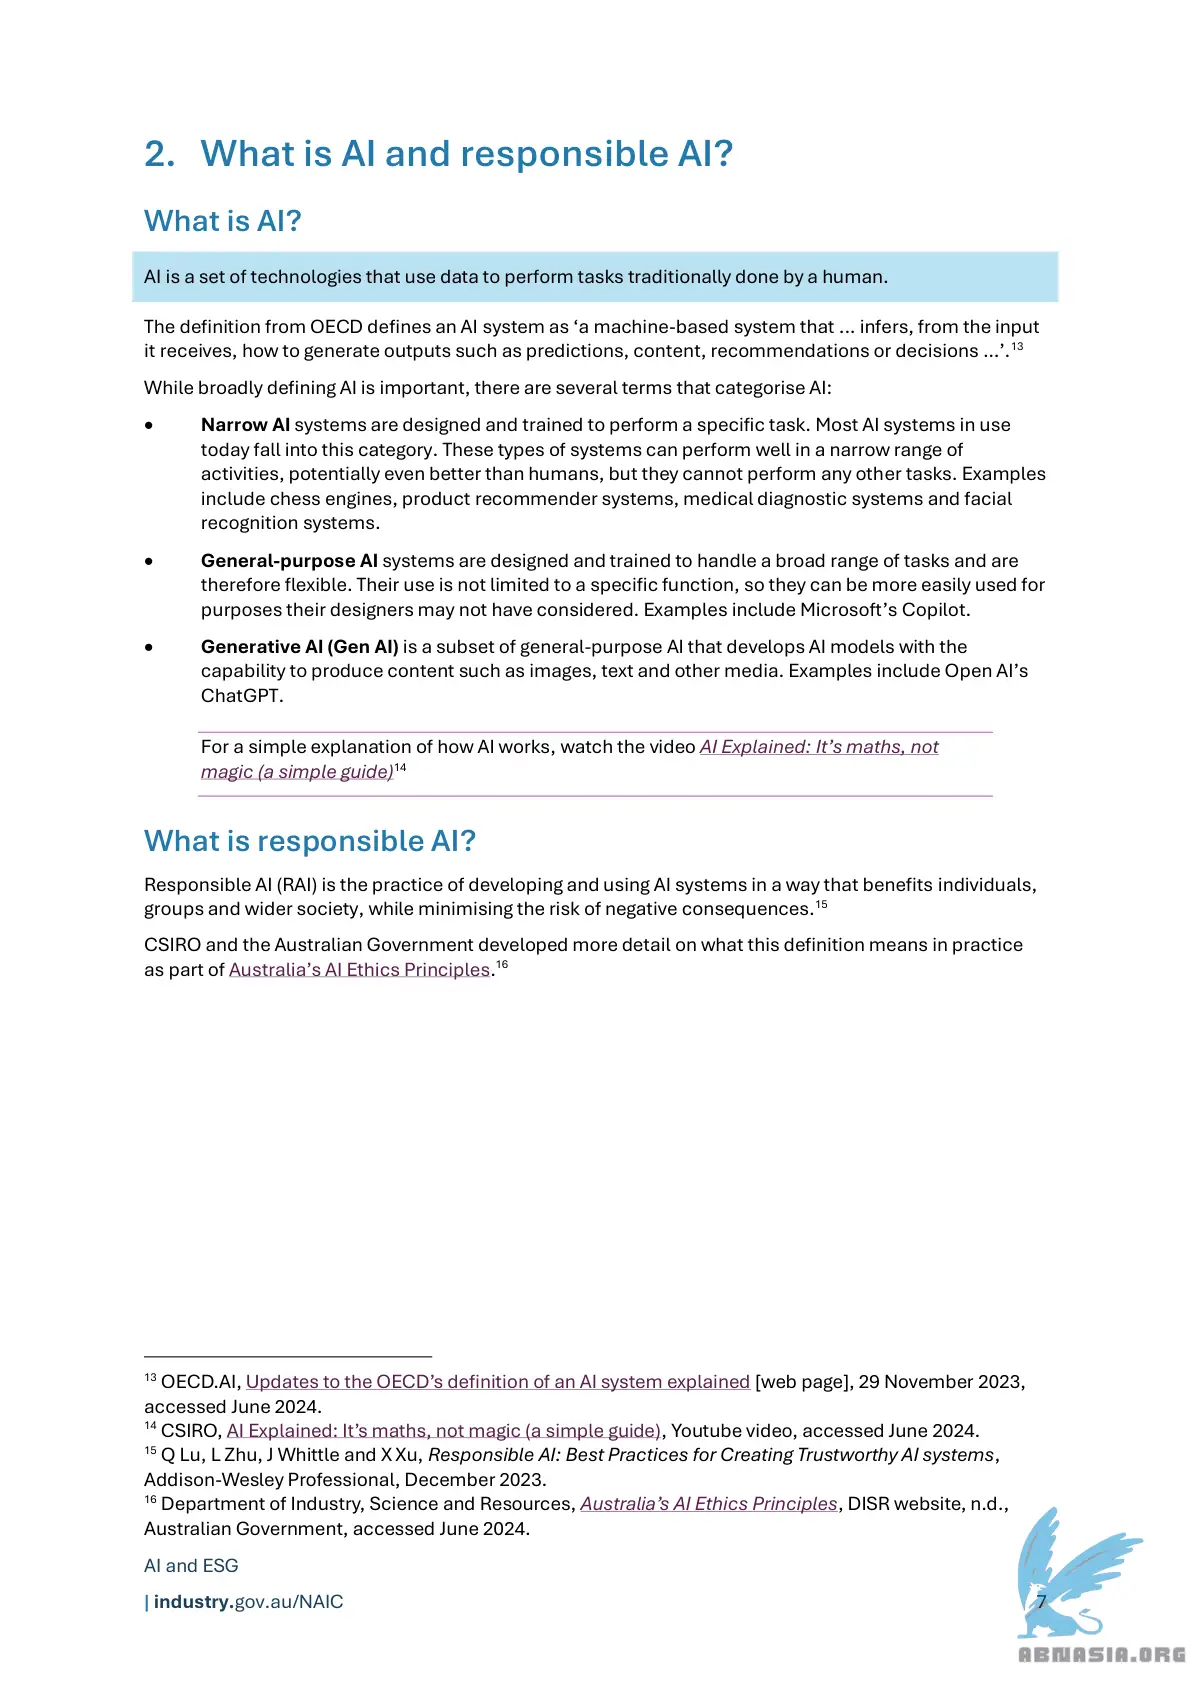 2. What is AI and responsible AI?
What is AI?
AI is a set of technologies that use data to perform tasks traditionally done by a human.
The definition from OECD defines an AI system as ‘a machine-based system that … infers, from the input
it receives, how to generate outputs such as predictions, content, recommendations or decisions …’.13
While broadly defining AI is important, there are several terms that categorise AI:
• Narrow AI systems are designed and trained to perform a specific task. Most AI systems in use
today fall into this category. These types of systems can perform well in a narrow range of
activities, potentially even better than humans, but they cannot perform any other tasks. Examples
include chess engines, product recommender systems, medical diagnostic systems and facial
recognition systems.
• General-purpose AI systems are designed and trained to handle a broad range of tasks and are
therefore flexible. Their use is not limited to a specific function, so they can be more easily used for
purposes their designers may not have considered. Examples include Microsoft’s Copilot.
• Generative AI (Gen AI) is a subset of general-purpose AI that develops AI models with the
capability to produce content such as images, text and other media. Examples include Open AI’s
ChatGPT.
For a simple explanation of how AI works, watch the video AI Explained: It’s maths, not
magic (a simple guide)14
What is responsible AI?
Responsible AI (RAI) is the practice of developing and using AI systems in a way that benefits individuals,
groups and wider society, while minimising the risk of negative consequences.15
CSIRO and the Australian Government developed more detail on what this definition means in practice
as part of Australia’s AI Ethics Principles.16
13 OECD.AI, Updates to the OECD’s definition of an AI system explained [web page], 29 November 2023,
accessed June 2024.
14 CSIRO, AI Explained: It’s maths, not magic (a simple guide), Youtube video, accessed June 2024.
15 Q Lu, L Zhu, J Whittle and X Xu, Responsible AI: Best Practices for Creating Trustworthy AI systems,
Addison-Wesley Professional, December 2023.
16 Department of Industry, Science and Resources, Australia’s AI Ethics Principles, DISR website, n.d.,
Australian Government, accessed June 2024.
AI and ESG
| industry.gov.au/NAIC
7
ABNASIA.ORG